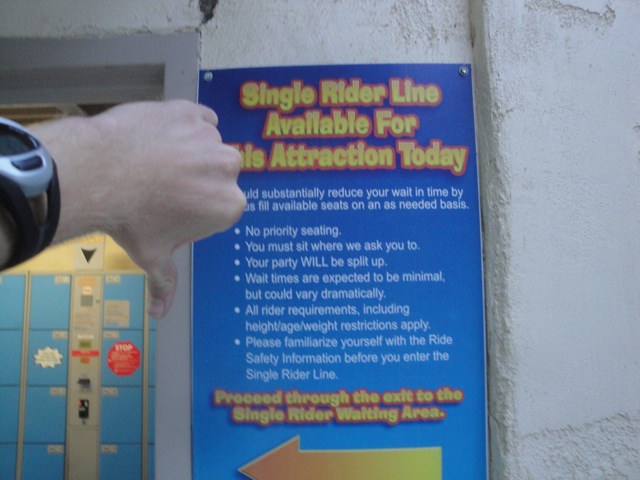 Single Rider Line
Available For
is Attraction Today
uld substantially reduce your wait in time by
us fill available seats on an as needed basis.
• No priority seating.
• You must sit where we ask you to.
• Your party WILL be split up.
• Wait times are expected to be minimal,
but could vary dramatically.
• All rider requirements, including
height/age/weight restrictions apply.
• Please familiarize yourself with the Ride
Safety Information before you enter the
Single Rider Line.
Proceed through the exit to the
Single Rider Waiting Area.
STOP